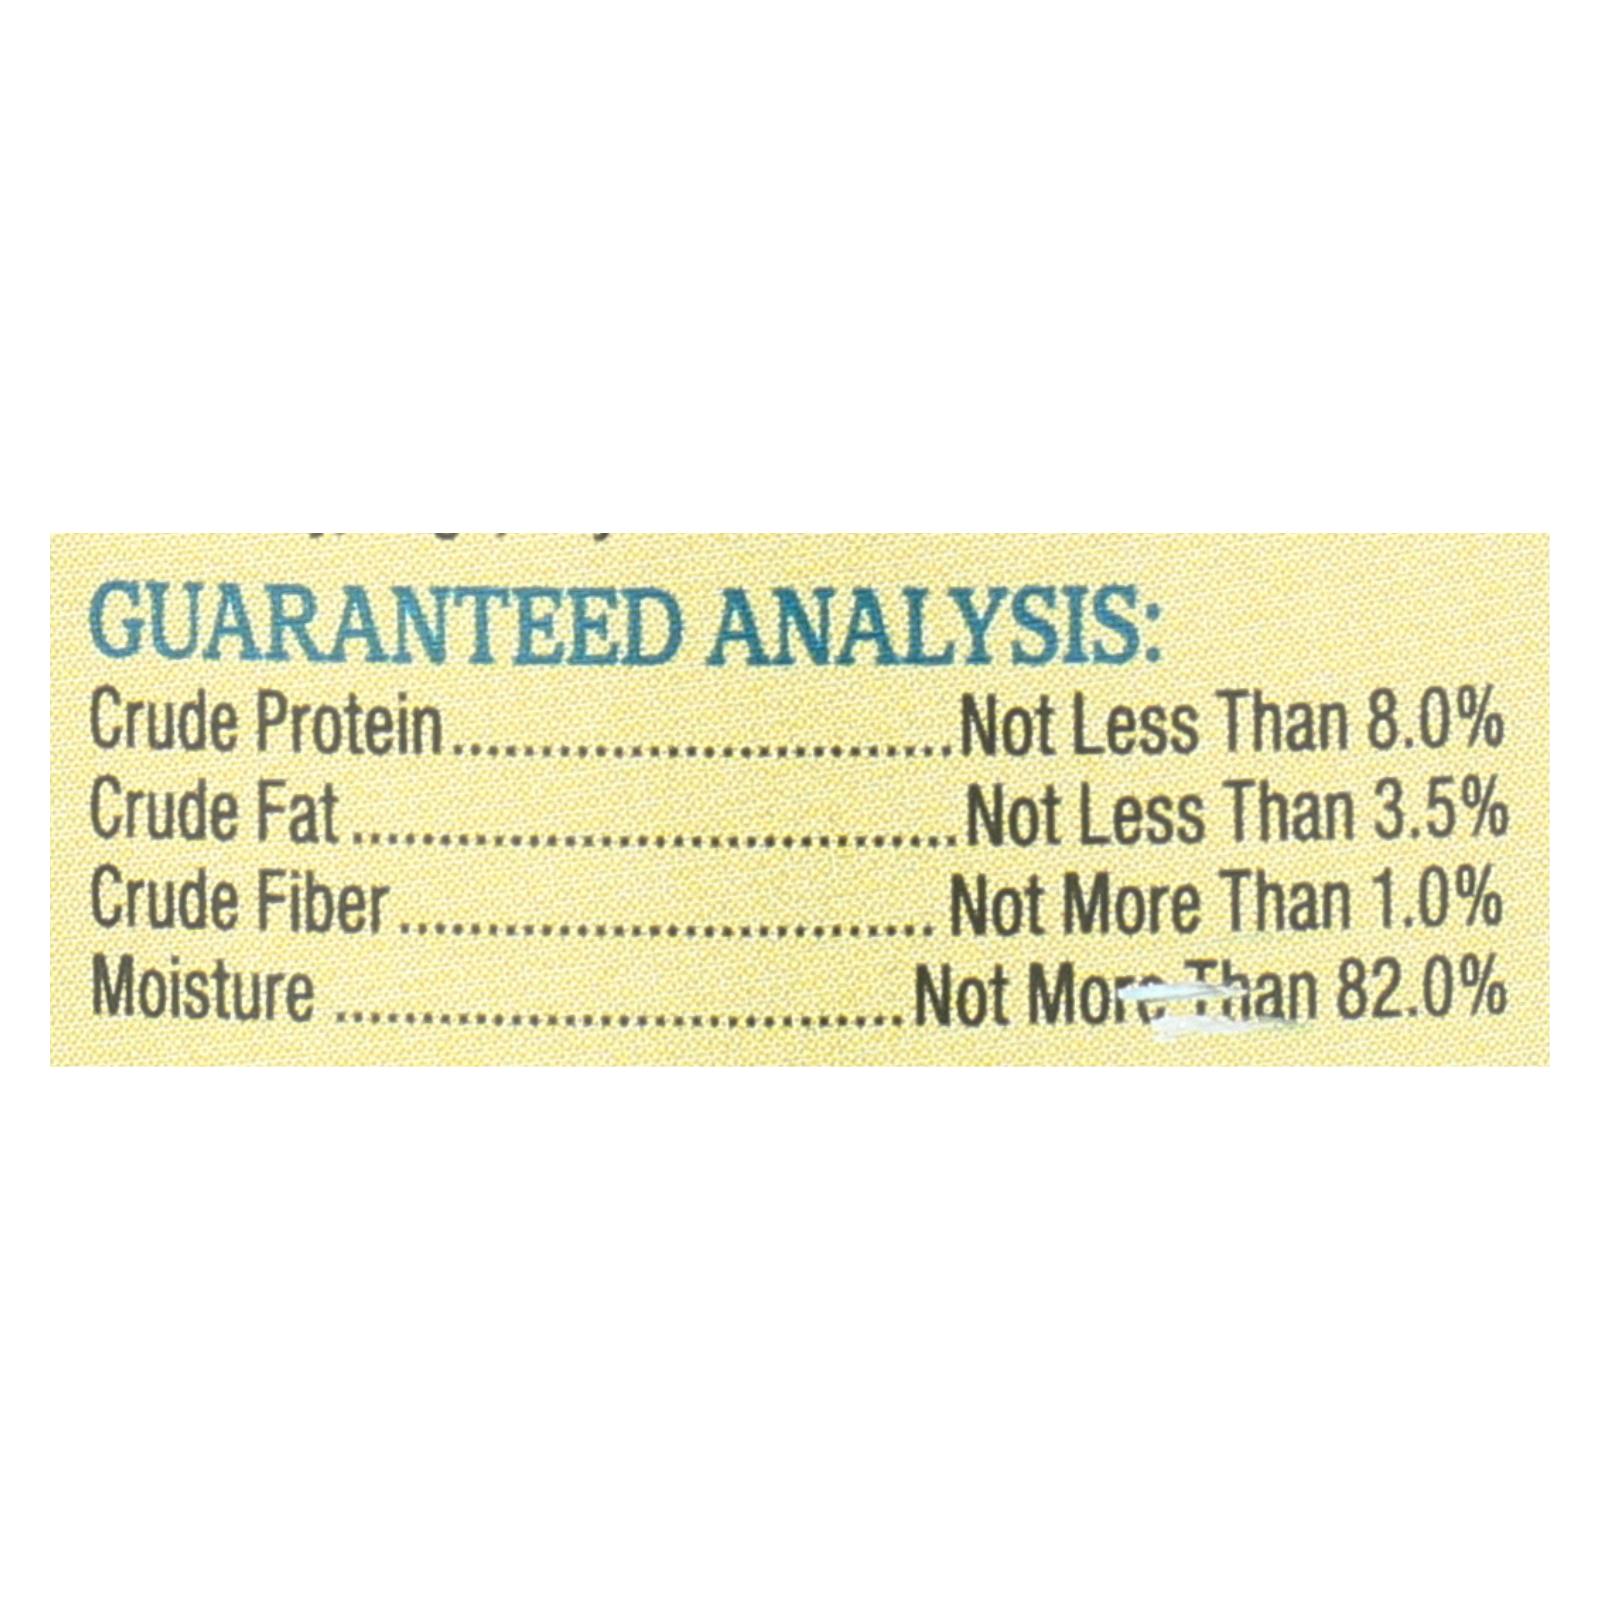 GUARANTEED ANALYSIS:
Crude Protein............................Not Less Than 8.0%
Crude Fat..................................Not Less Than 3.5%
Crude Fiber.............................. Not More Than 1.0%
Moisture ................................Not More Than 82.0%